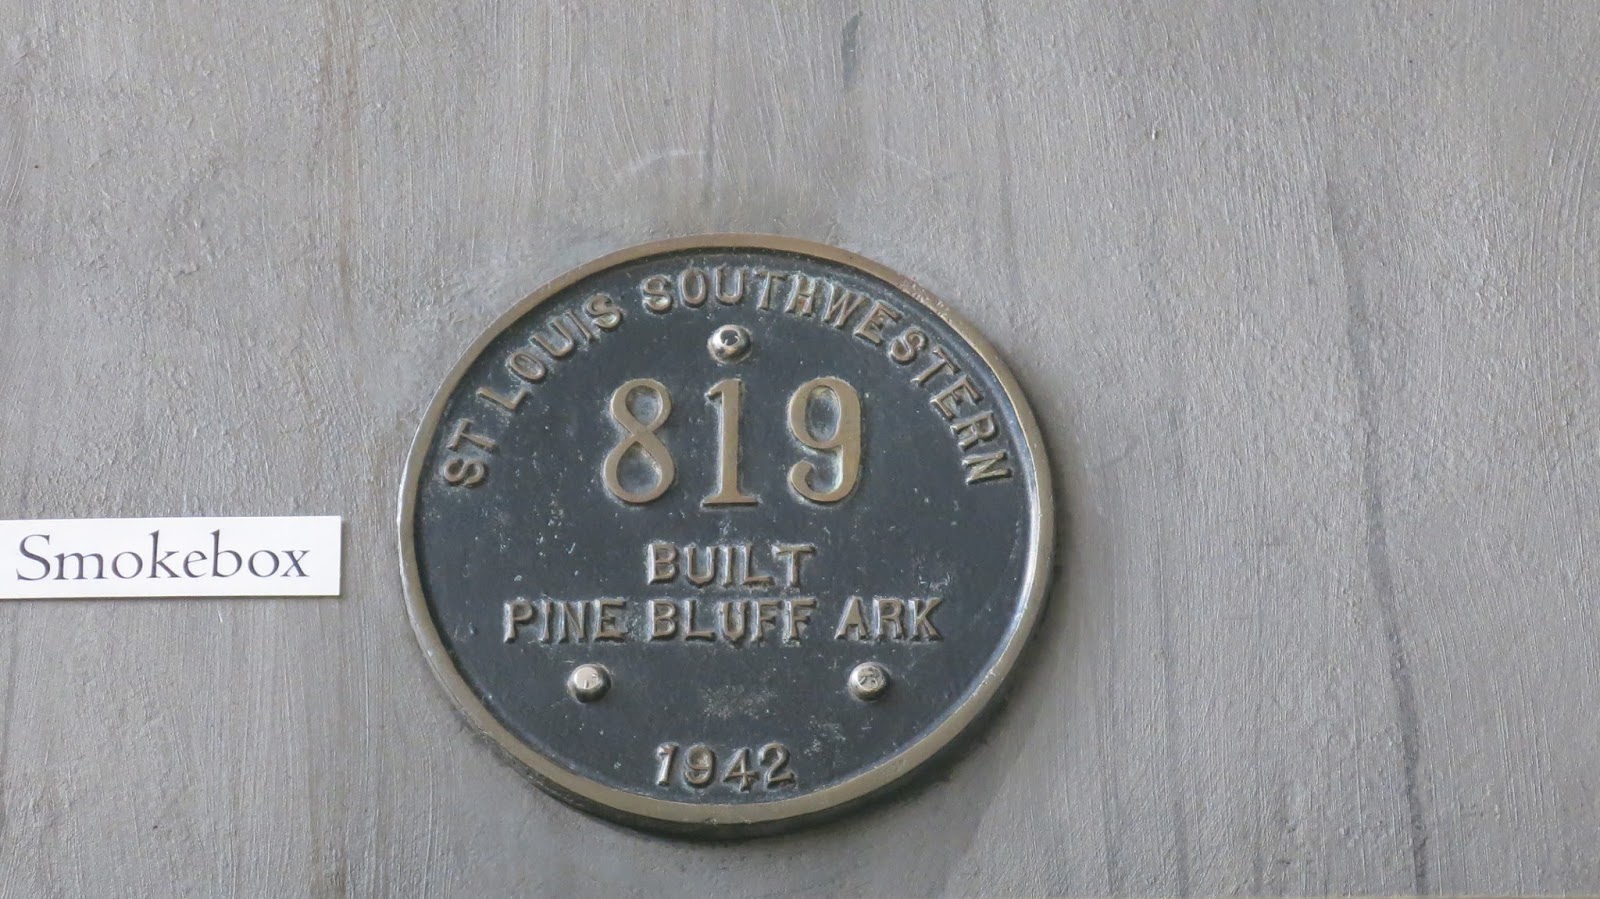 Smokebox
ST LOUIS SOUTHWESTERN
819
BUILT
PINE BLUFF ARK
1942